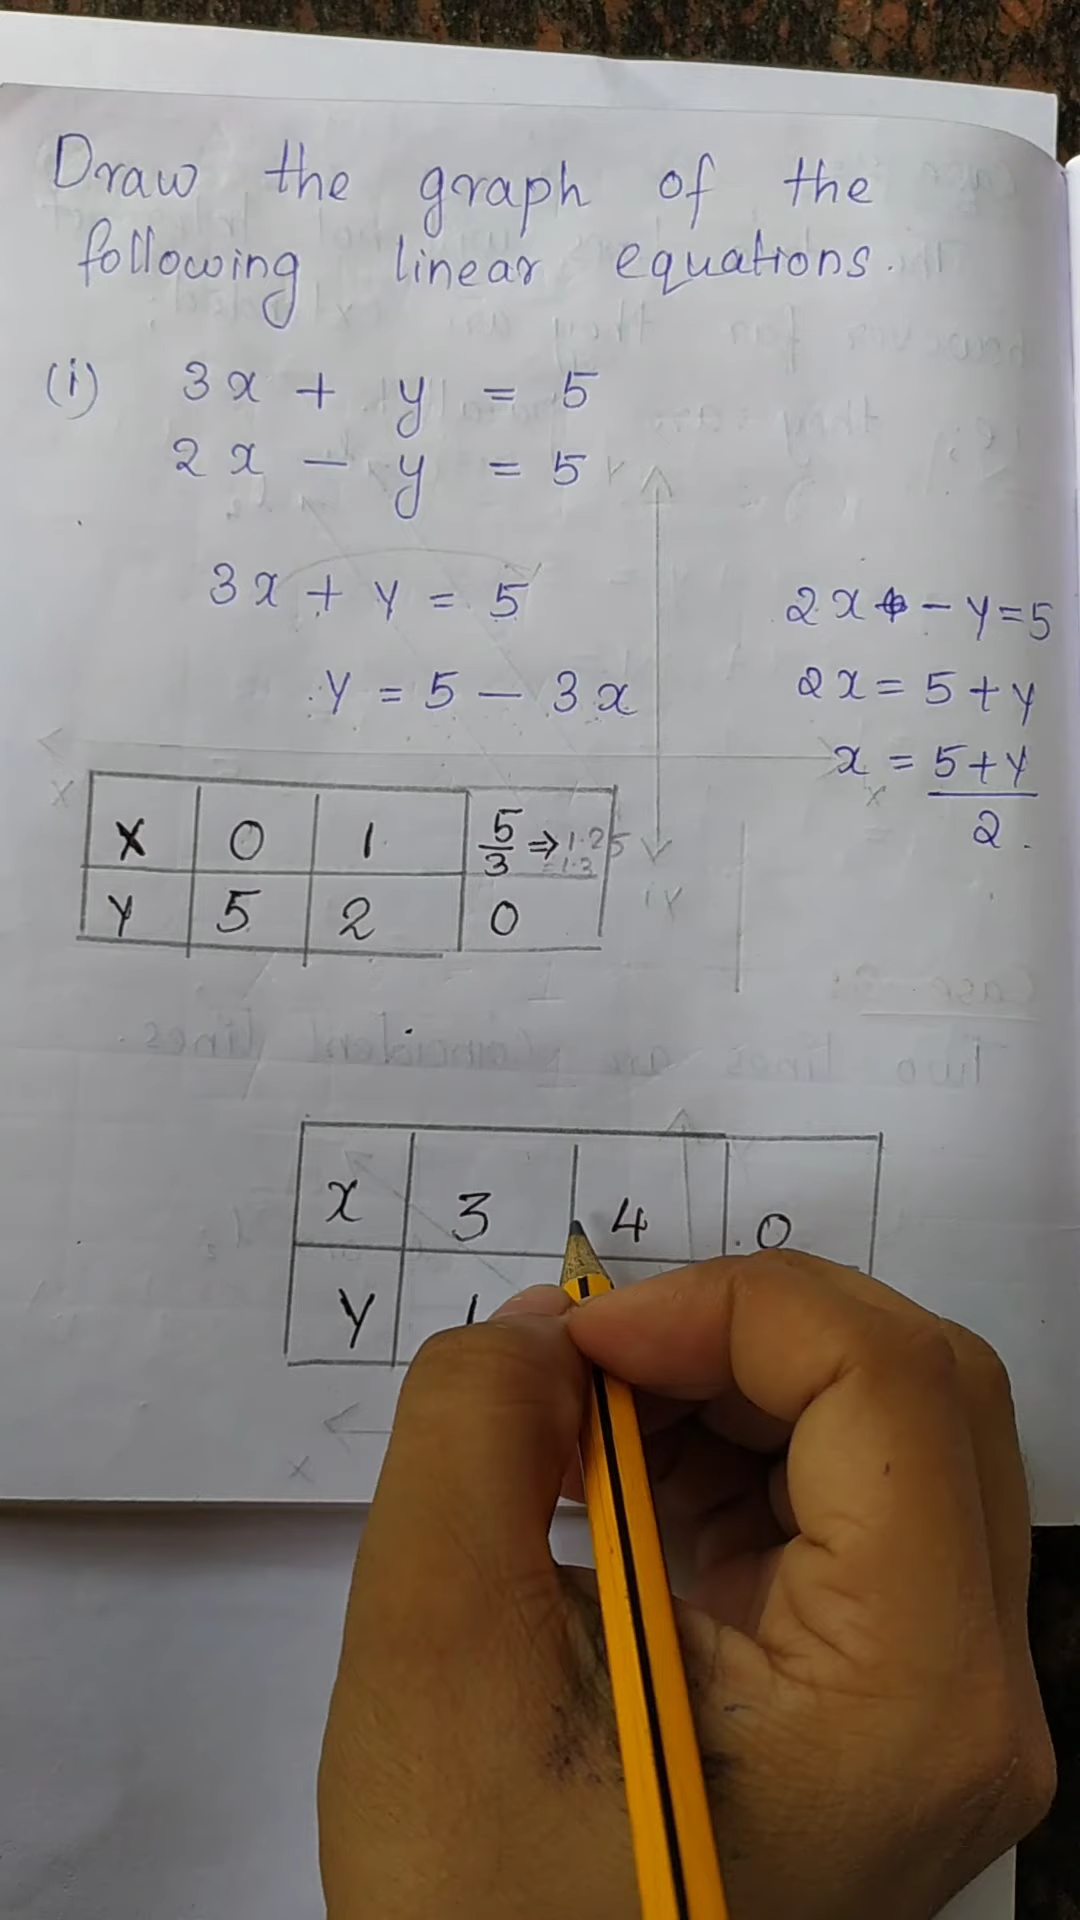 Draw the graph of the
following linear equations.
(i) 3x + y = 5
2x - y = 5
3x + y = 5
y = 5 - 3x
2x - y = 5
2x = 5 + y
x = 5 + y
2.
X 0 1 5/3 ⇒ 1.25
Y 5 2 0
x 3 4 0
y 1